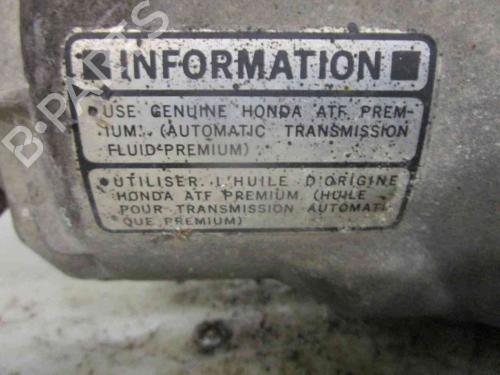 INFORMATION
• USE GENUINE HONDA ATF PREM-
IUM. (AUTOMATIC TRANSMISSION
FLUID PREMIUM)
• UTILISER L'HUILE D'ORIGINE
HONDA ATF PREMIUM (HUILE
POUR TRANSMISSION AUTOMATI
QUE PREMIUM)
B-PARTS